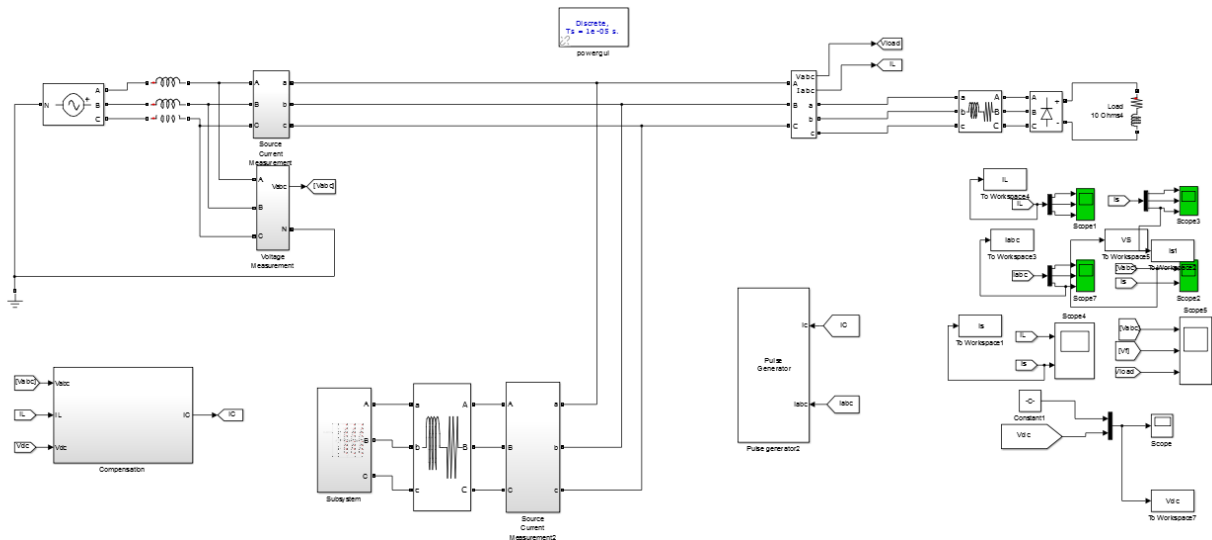 Discrete,
Ts = 1e-05 s.
powergui
Vload
IL
N
A
B
C
A
B
C
a
b
c
Source
Current
Measurement
A
B
C
Vabc
N
[Vabc]
Voltage
Measurement
Vabc
Iabc
A
B
C
a
b
c
a
b
c
A
B
C
A
B
C
+
-
Load
10 Ohms4
IL
To Workspace4
IL
Scope1
Is
Scope3
Iabc
To Workspace3
VS
To Workspace5
Is1
Iabc
Scope7
[Vabc]
Is
Scope2
Is
To Workspace1
Scope4
IL
Is
Scope5
[Vabc]
[Vf]
Vload
[Vabc]
IL
Vdc
Vabc
IL
Vdc
IC
IC
Compensation
A
B
C
Subsystem
a
b
c
A
B
C
A
B
C
a
b
c
Source
Current
Measurement2
Pulse
Generator
Ic
Iabc
IC
Iabc
Pulse generator2
-C-
Constant1
Vdc
Scope
Vdc
To Workspace7